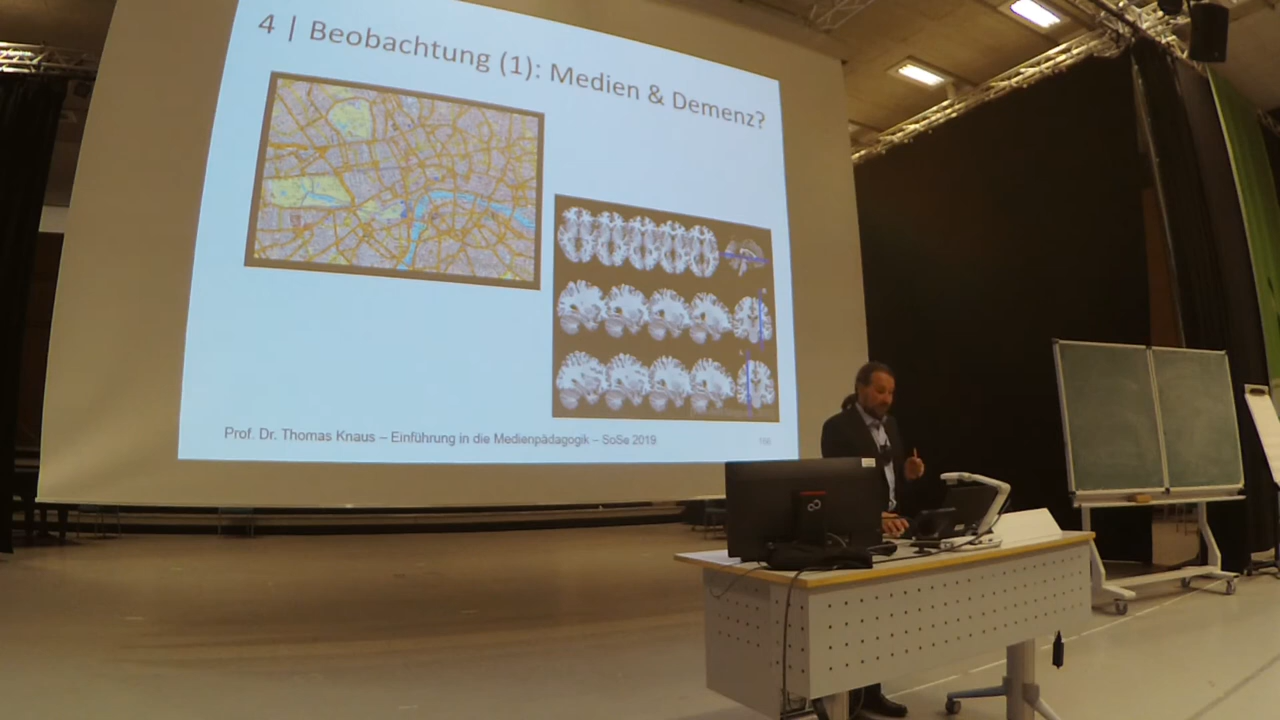 4 | Beobachtung (1): Medien & Demenz?
Prof. Dr. Thomas Knaus – Einführung in die Medienpädagogik – SoSe 2019